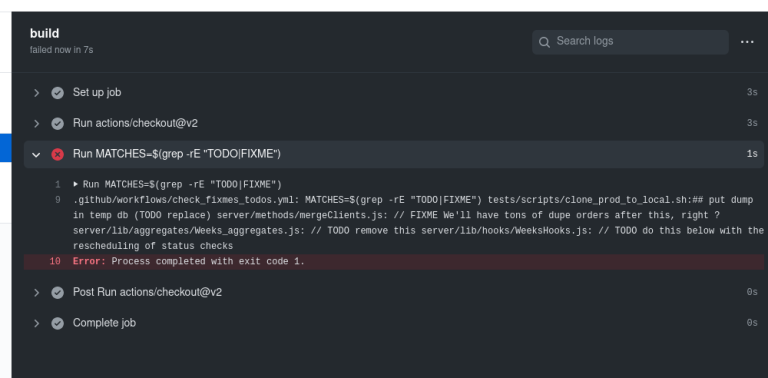 build
failed now in 7s
Search logs
Set up job 3s
Run actions/checkout@v2 3s
Run MATCHES=$(grep -rE "TODO|FIXME") 1s
1 Run MATCHES=$(grep -rE "TODO|FIXME")
9 .github/workflows/check_fixmes_todos.yml: MATCHES=$(grep -rE "TODO|FIXME") tests/scripts/clone_prod_to_local.sh:## put dump
in temp db (TODO replace) server/methods/mergeClients.js: // FIXME We'll have tons of dupe orders after this, right ?
server/lib/aggregates/Weeks_aggregates.js: // TODO remove this server/lib/hooks/WeeksHooks.js: // TODO do this below with the
rescheduling of status checks
10 Error: Process completed with exit code 1.
Post Run actions/checkout@v2 0s
Complete job 0s